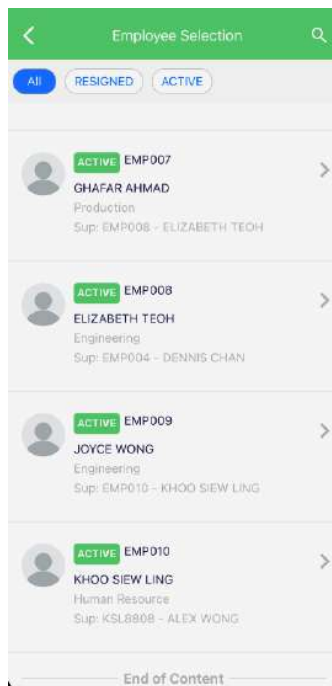 Employee Selection
All RESIGNED ACTIVE
ACTIVE EMP007
GHAFAR AHMAD
Production
Sup: EMP008 - ELIZABETH TEOH
ACTIVE EMP008
ELIZABETH TEOH
Engineering
Sup: EMP004 - DENNIS CHAN
ACTIVE EMP009
JOYCE WONG
Engineering
Sup: EMP010 - KHOO SIEW LING
ACTIVE EMP010
KHOO SIEW LING
Human Resource
Sup: KSL8808 - ALEX WONG
End of Content